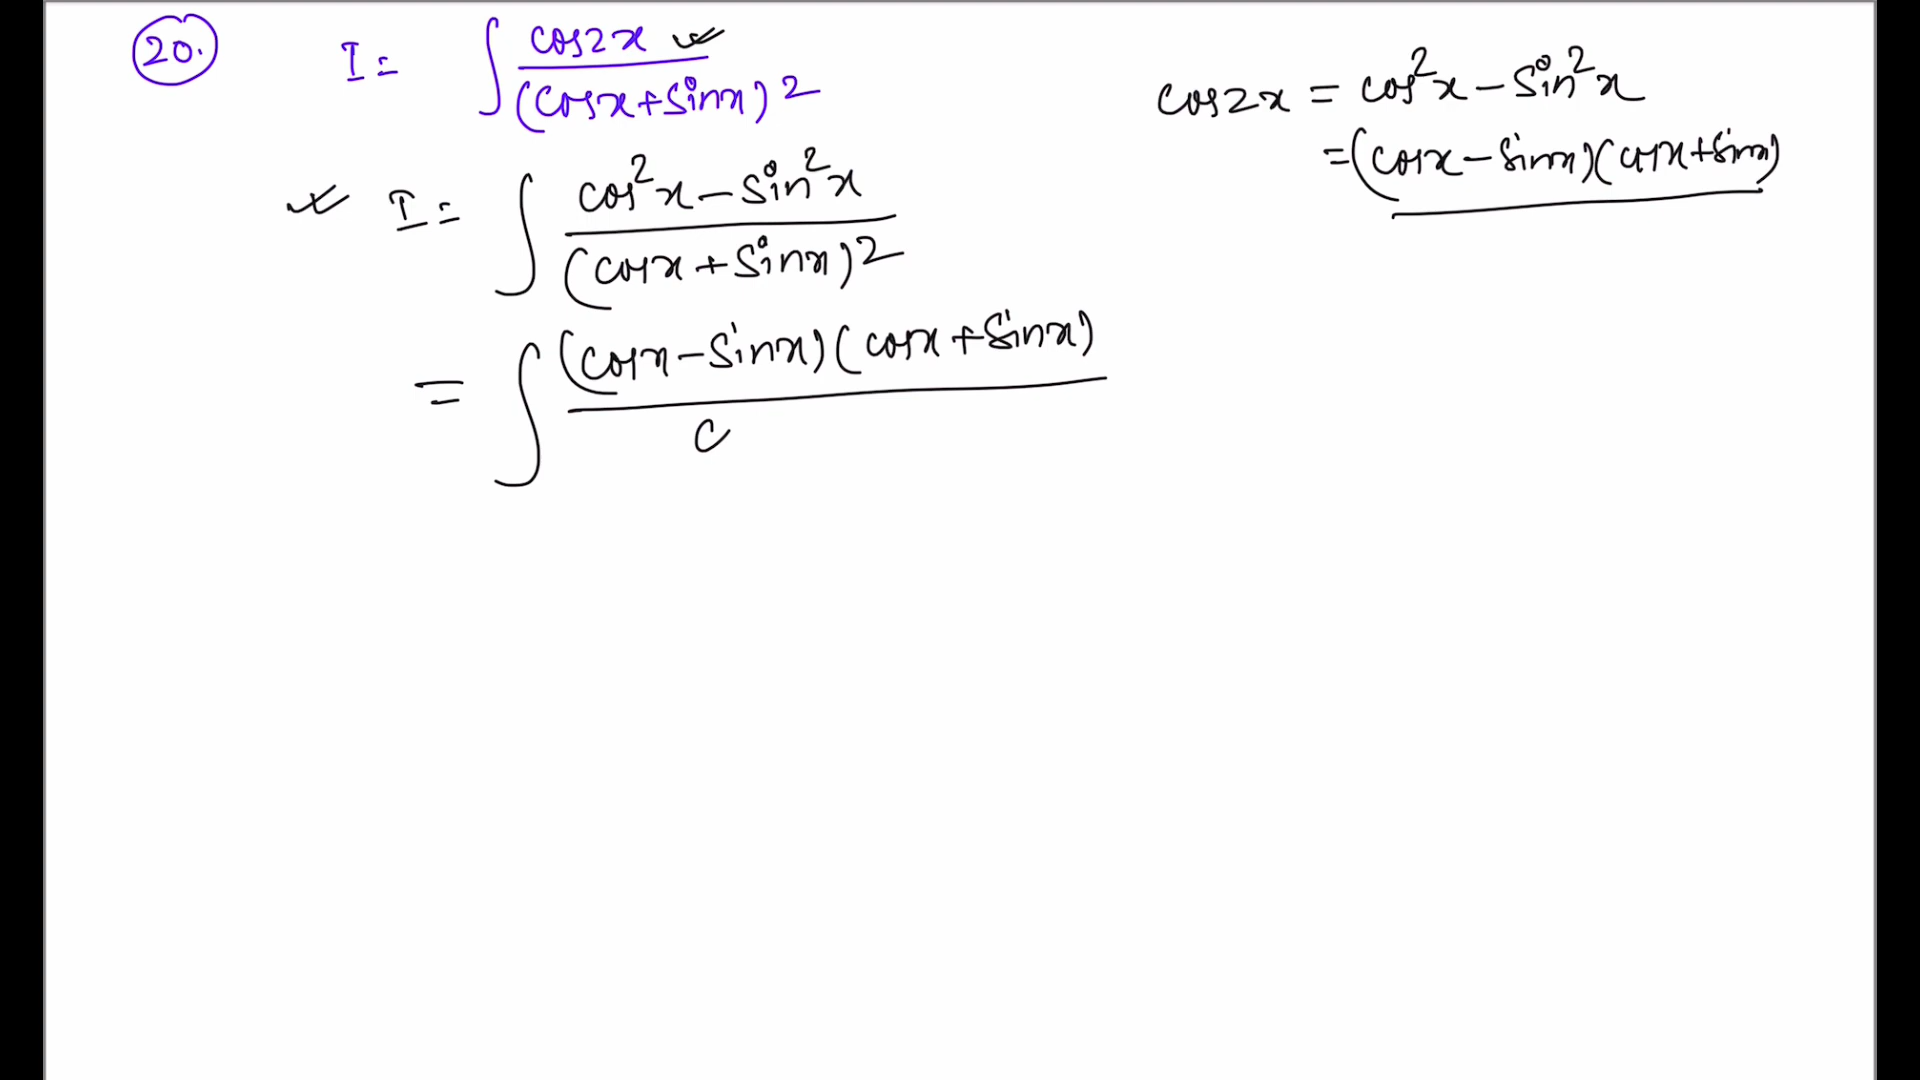 20. I = ∫ cos2x / (cosx + sinx)²
cos2x = cos²x − sin²x
= (cosx − sinx)(cosx + sinx)
I = ∫ cos²x − sin²x / (cosx + sinx)²
= ∫ (cosx − sinx)(cosx + sinx) / c